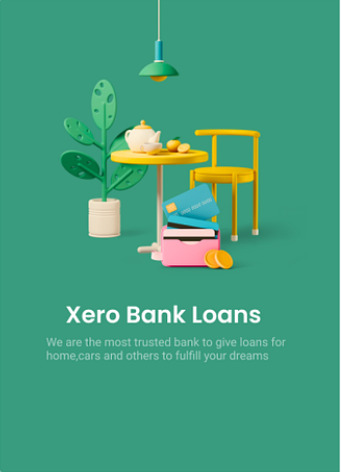 Xero Bank Loans
We are the most trusted bank to give loans for
home,cars and others to fulfill your dreams